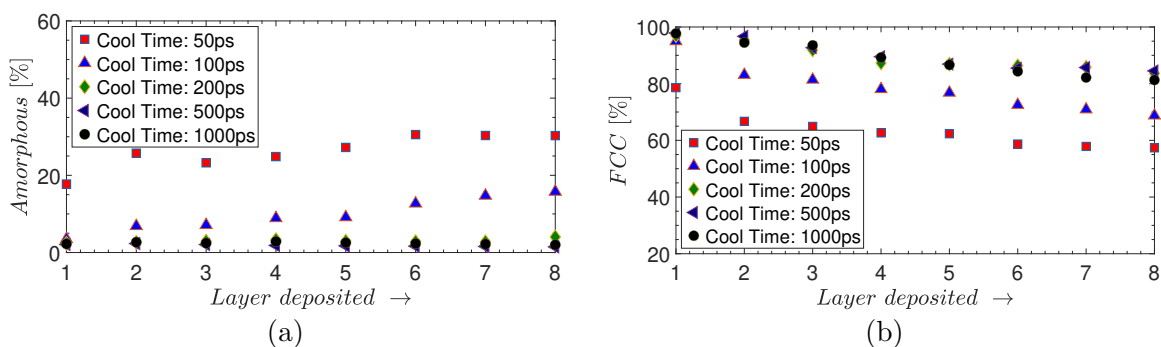 60
40
20
0
Amorphous [%]
Cool Time: 50ps
Cool Time: 100ps
Cool Time: 200ps
Cool Time: 500ps
Cool Time: 1000ps
1 2 3 4 5 6 7 8
Layer deposited →
(a)
100
80
60
40
20
FCC [%]
Cool Time: 50ps
Cool Time: 100ps
Cool Time: 200ps
Cool Time: 500ps
Cool Time: 1000ps
1 2 3 4 5 6 7 8
Layer deposited →
(b)